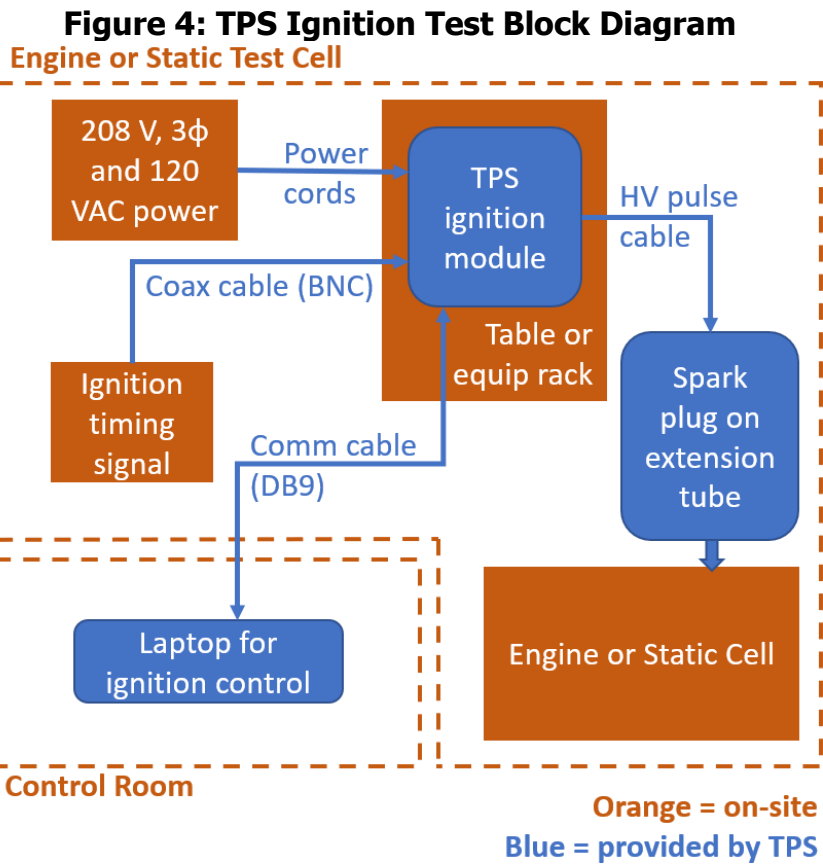 Figure 4: TPS Ignition Test Block Diagram
Engine or Static Test Cell
208 V, 3ϕ
and 120
VAC power
Power
cords
TPS
ignition
module
HV pulse
cable
Coax cable (BNC)
Table or
equip rack
Ignition
timing
signal
Spark
plug on
extension
tube
Comm cable
(DB9)
Laptop for
ignition control
Engine or Static Cell
Control Room
Orange = on-site
Blue = provided by TPS